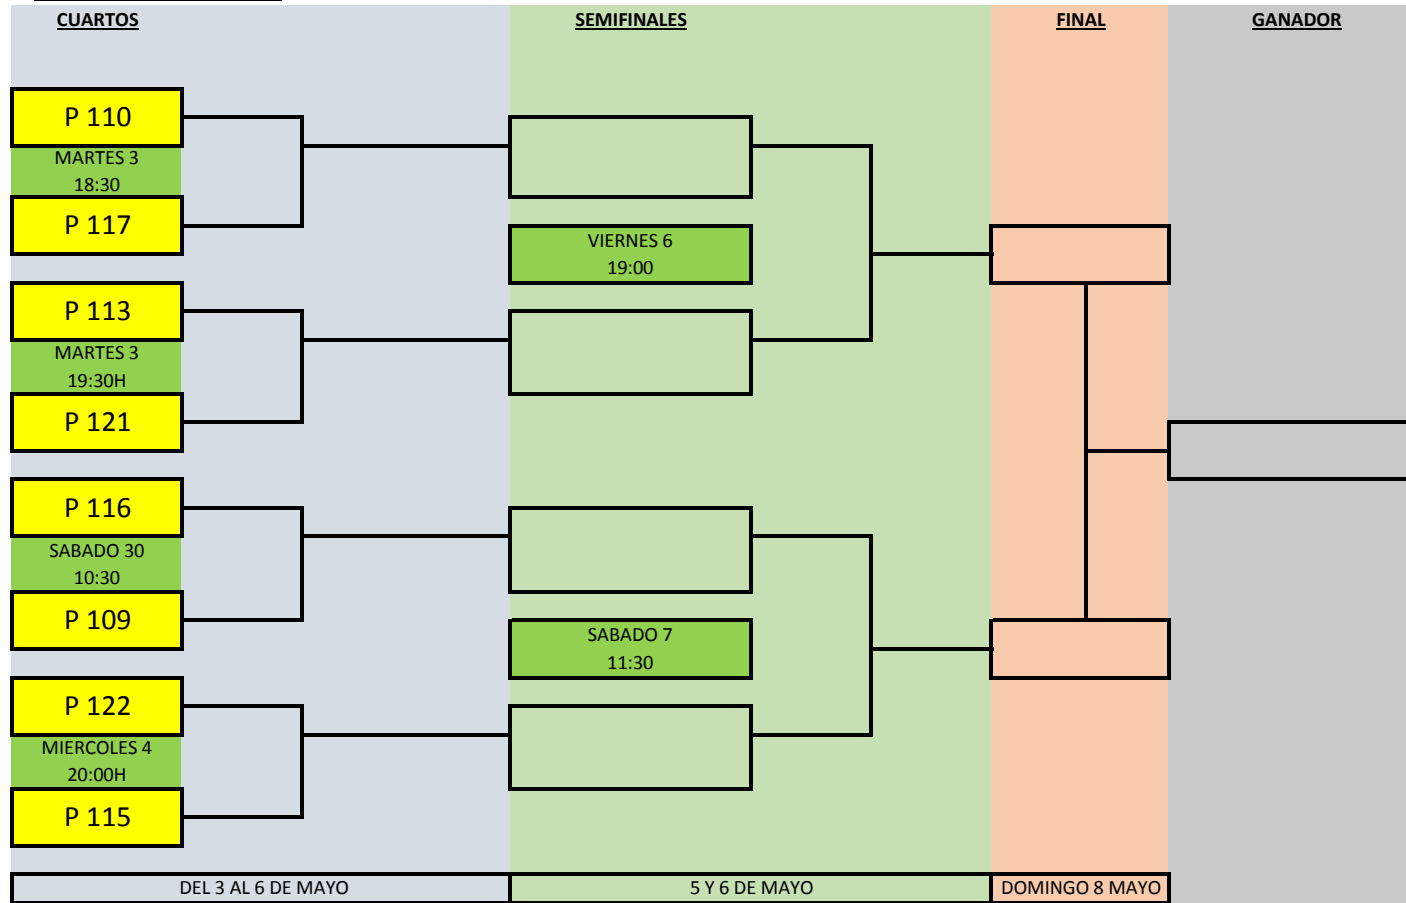 CUARTOS
SEMIFINALES
FINAL
GANADOR
P 110
MARTES 3
18:30
P 117
VIERNES 6
19:00
P 113
MARTES 3
19:30H
P 121
P 116
SABADO 30
10:30
P 109
SABADO 7
11:30
P 122
MIERCOLES 4
20:00H
P 115
DEL 3 AL 6 DE MAYO
5 Y 6 DE MAYO
DOMINGO 8 MAYO